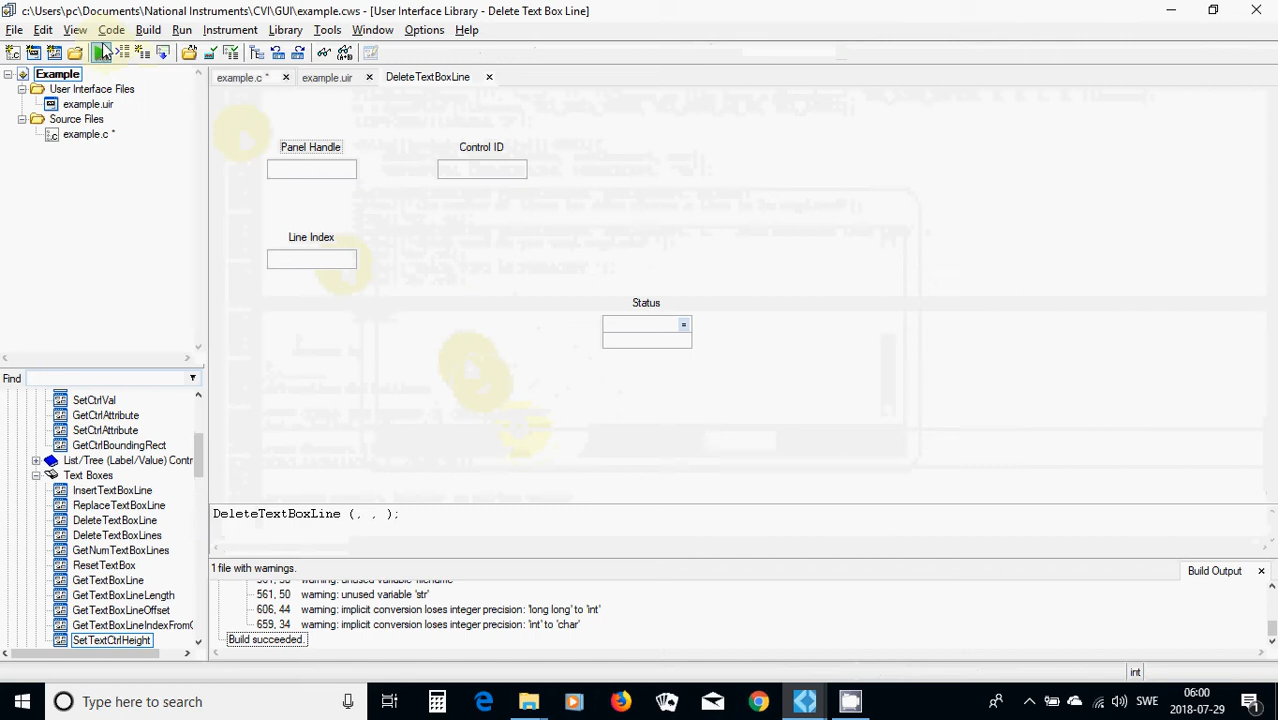 c:\Users\pc\Documents\National Instruments\CVI\GUI\example.cws - [User Interface Library - Delete Text Box Line]
File Edit View Code Build Run Instrument Library Tools Window Options Help
Example
User Interface Files
example.uir
Source Files
example.c *
example.c *
example.uir
DeleteTextBoxLine
Panel Handle
Control ID
Line Index
Status
Find
SetCtrlVal
GetCtrlAttribute
SetCtrlAttribute
GetCtrlBoundingRect
List/Tree (Label/Value) Contr
Text Boxes
InsertTextBoxLine
ReplaceTextBoxLine
DeleteTextBoxLine
DeleteTextBoxLines
GetNumTextBoxLines
ResetTextBox
GetTextBoxLine
GetTextBoxLineLength
GetTextBoxLineOffset
GetTextBoxLineIndexFromO
SetTextCtrlHeight
DeleteTextBoxLine (, , );
1 file with warnings.
Build Output
561, 50 warning: unused variable 'str'
606, 44 warning: implicit conversion loses integer precision: 'long long' to 'int'
659, 34 warning: implicit conversion loses integer precision: 'int' to 'char'
Build succeeded.
int
Type here to search
SWE
06:00
2018-07-29